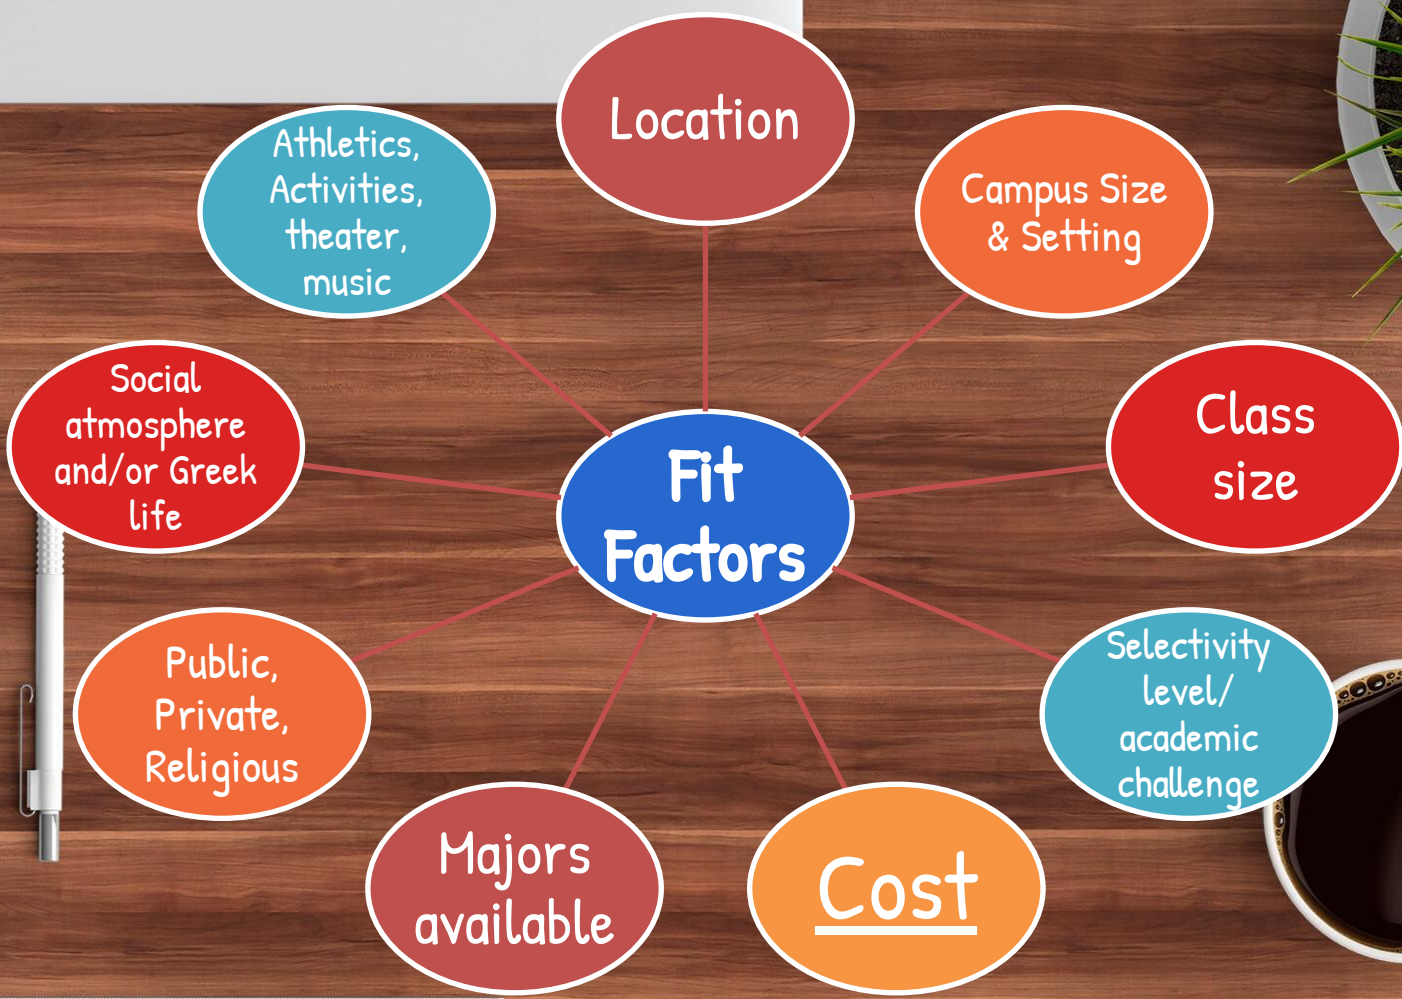 Location
Athletics,
Activities,
theater,
music
Campus Size
& Setting
Social
atmosphere
and/or Greek
life
Class
size
Fit
Factors
Public,
Private,
Religious
Selectivity
level/
academic
challenge
Majors
available
Cost